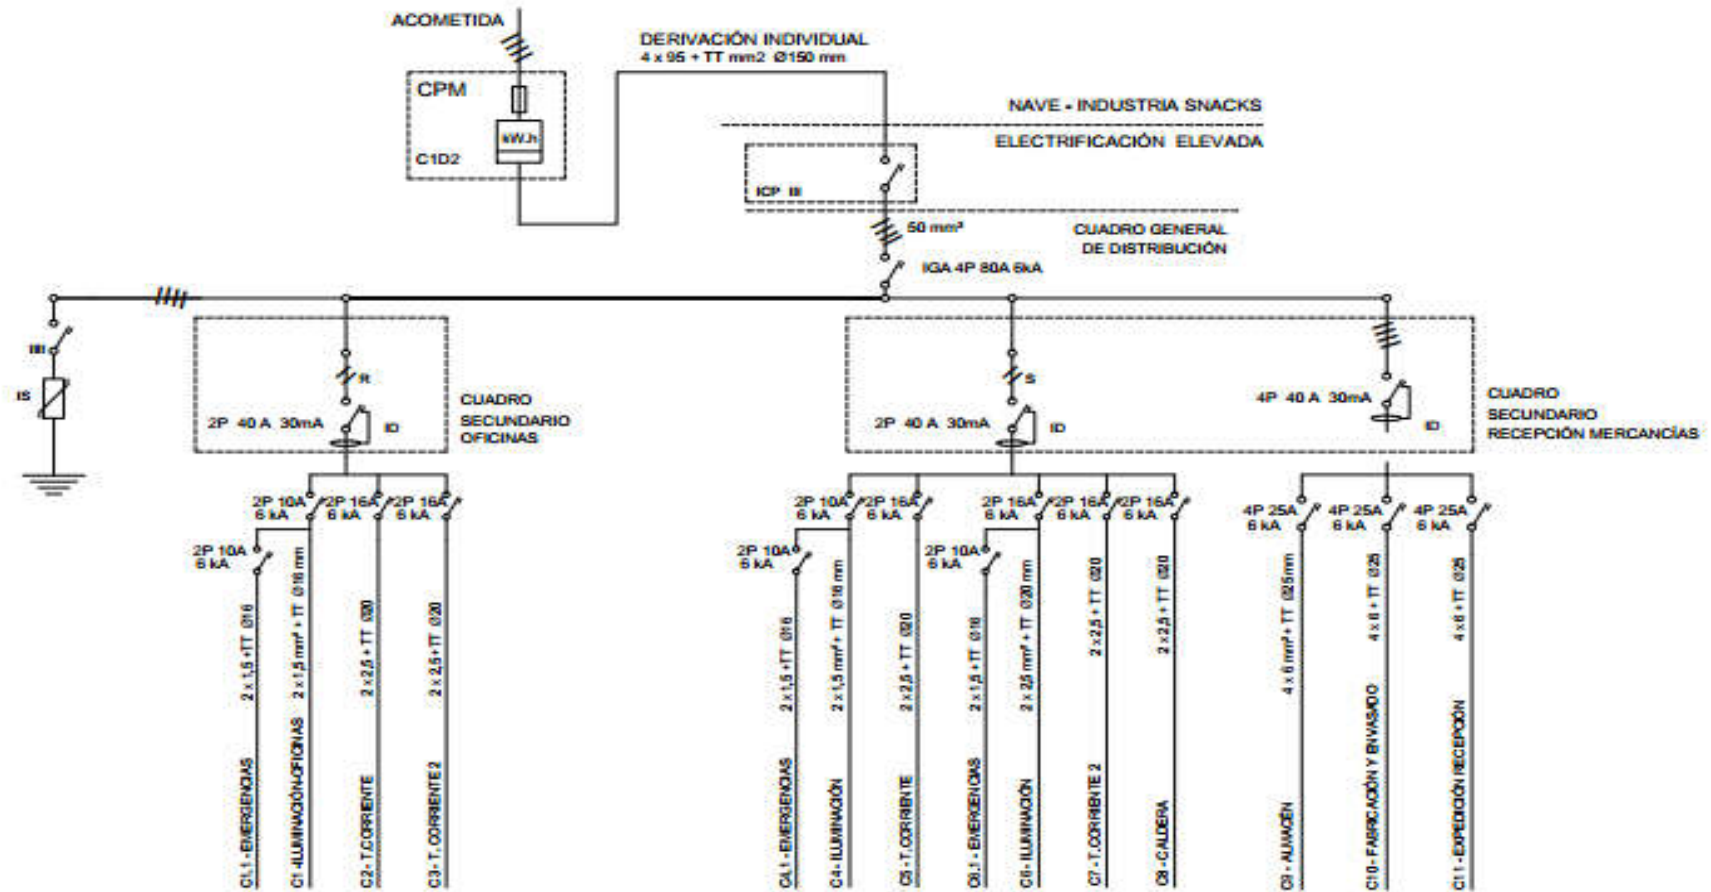 ACOMETIDA
DERIVACIÓN INDIVIDUAL
4 x 95 + TT mm2 Ø150 mm
CPM
kW.h
C1D2
NAVE - INDUSTRIA SNACKS
ELECTRIFICACIÓN ELEVADA
ICP III
50 mm²
CUADRO GENERAL
DE DISTRIBUCIÓN
IGA 4P 80A 6kA
IS
R
2P 40 A 30mA
ID
CUADRO
SECUNDARIO
OFICINAS
S
2P 40 A 30mA
ID
4P 40 A 30mA
ID
CUADRO
SECUNDARIO
RECEPCIÓN MERCANCÍAS
2P 10A
6 kA
2P 16A
6 kA
2P 16A
6 kA
2P 10A
6 kA
2P 10A
6 kA
2P 16A
6 kA
2P 16A
6 kA
2P 16A
6 kA
2P 16A
6 kA
2P 10A
6 kA
2P 10A
6 kA
4P 25A
6 kA
4P 25A
6 kA
4P 25A
6 kA
C1.1 - EMERGENCIAS 2 x 1,5 +TT Ø16
C1 - ILUMINACIÓN-OFICINAS 2 x 1,5 mm² + TT Ø16 mm
C2 - T.CORRIENTE 2 x 2,5 + TT Ø20
C3 - T.CORRIENTE 2 2 x 2,5 + TT Ø20
C4.1 - EMERGENCIAS 2 x 1,5 +TT Ø16
C4 - ILUMINACIÓN 2 x 1,5 mm² + TT Ø16 mm
C5 - T.CORRIENTE 2 x 2,5 + TT Ø20
C6.1 - EMERGENCIAS 2 x 1,5 + TT Ø16
C6 - ILUMINACIÓN 2 x 2,5 mm² + TT Ø20 mm
C7 - T.CORRIENTE 2 2 x 2,5 + TT Ø20
C8 - CALDERA 2 x 2,5 + TT Ø20
C9 - ALMACÉN 4 x 6 mm² + TT Ø25 mm
C10 - FABRICACIÓN Y ENVASADO 4 x 6 + TT Ø25
C11 - EXPEDICIÓN RECEPCIÓN 4 x 6 + TT Ø25